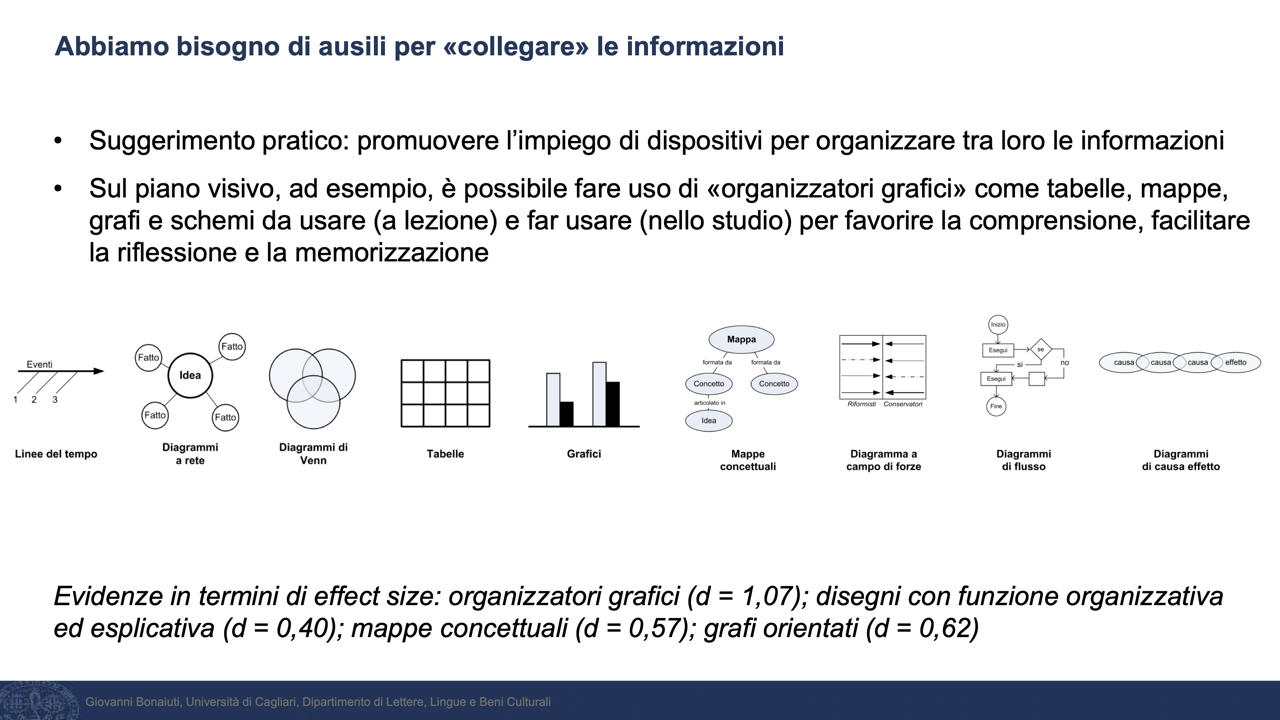 Abbiamo bisogno di ausili per «collegare» le informazioni
• Suggerimento pratico: promuovere l’impiego di dispositivi per organizzare tra loro le informazioni
• Sul piano visivo, ad esempio, è possibile fare uso di «organizzatori grafici» come tabelle, mappe,
grafi e schemi da usare (a lezione) e far usare (nello studio) per favorire la comprensione, facilitare
la riflessione e la memorizzazione
Eventi
1 2 3
Linee del tempo
Fatto
Fatto
Idea
Fatto
Fatto
Diagrammi
a rete
Diagrammi di
Venn
Tabelle
Grafici
Mappa
formata da
formata da
Concetto
Concetto
articolato in
Idea
Mappe
concettuali
Riformisti Conservatori
Diagramma a
campo di forze
Inizio
Esegui
se
si
no
Esegui
Fine
Diagrammi
di flusso
causa causa causa effetto
Diagrammi
di causa effetto
Evidenze in termini di effect size: organizzatori grafici (d = 1,07); disegni con funzione organizzativa
ed esplicativa (d = 0,40); mappe concettuali (d = 0,57); grafi orientati (d = 0,62)
Giovanni Bonaiuti, Università di Cagliari, Dipartimento di Lettere, Lingue e Beni Culturali